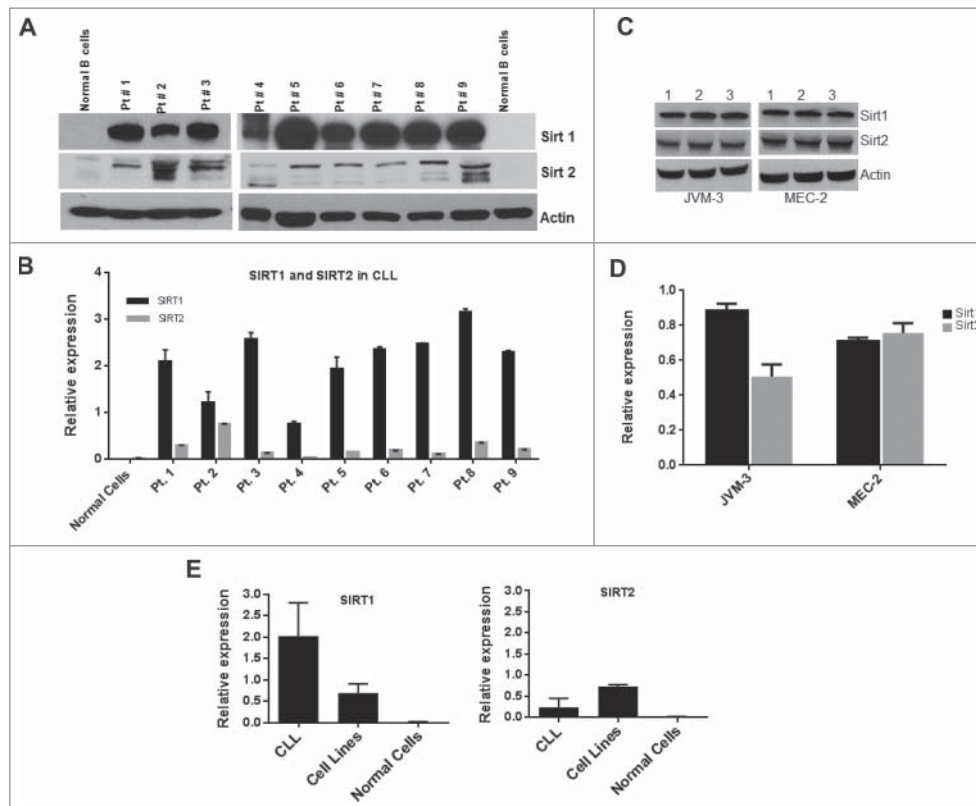 A
Normal B cells
Pt # 1
Pt # 2
Pt # 3
Pt # 4
Pt # 5
Pt # 6
Pt # 7
Pt # 8
Pt # 9
Normal B cells
Sirt 1
Sirt 2
Actin
C
1 2 3 1 2 3
Sirt1
Sirt2
Actin
JVM-3 MEC-2
B
SIRT1 and SIRT2 in CLL
SIRT1
SIRT2
Relative expression
4
3
2
1
0
Normal Cells
Pt. 1
Pt. 2
Pt. 3
Pt. 4
Pt. 5
Pt. 6
Pt. 7
Pt.8
Pt. 9
D
Relative expression
1.0
0.8
0.6
0.4
0.2
0.0
JVM-3
MEC-2
Sirt1
Sirt2
E
SIRT1
Relative expression
3.0
2.5
2.0
1.5
1.0
0.5
0.0
CLL
Cell Lines
Normal Cells
SIRT2
Relative expression
3.0
2.5
2.0
1.5
1.0
0.5
0.0
CLL
Cell Lines
Normal Cells